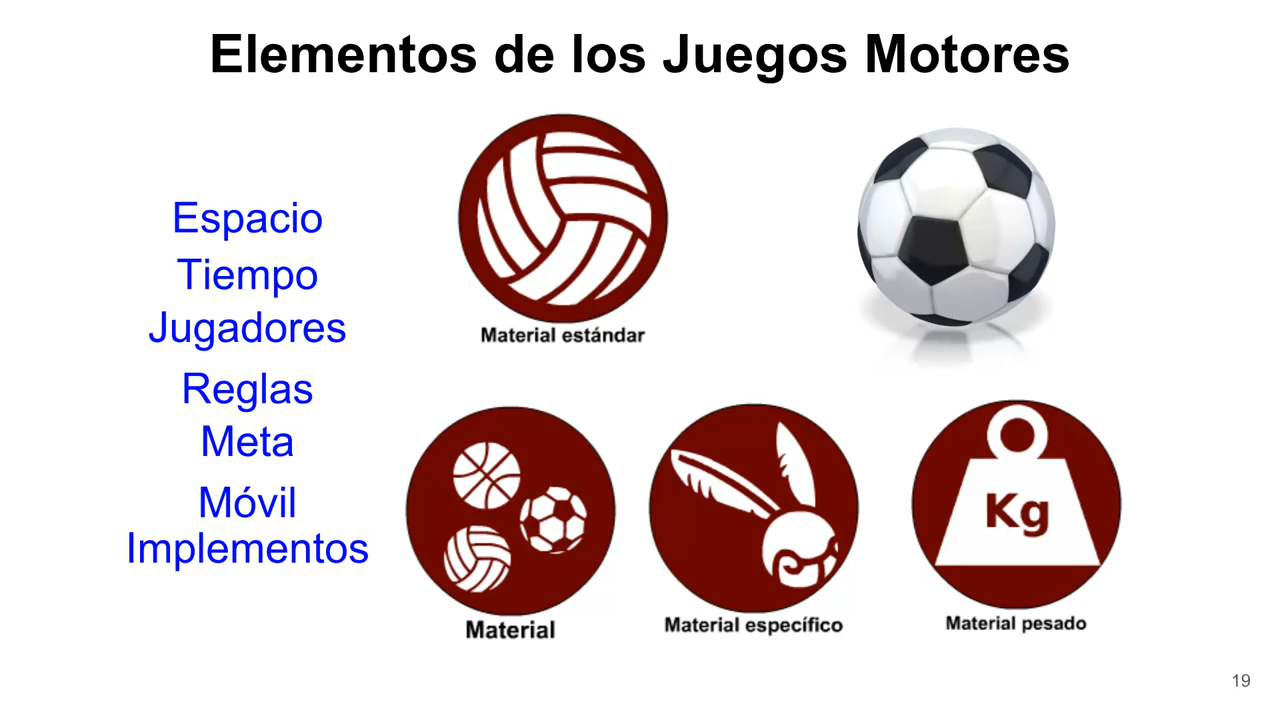 Elementos de los Juegos Motores
Espacio
Tiempo
Jugadores
Reglas
Meta
Móvil
Implementos
Material estándar
Material
Material específico
Kg
Material pesado
19